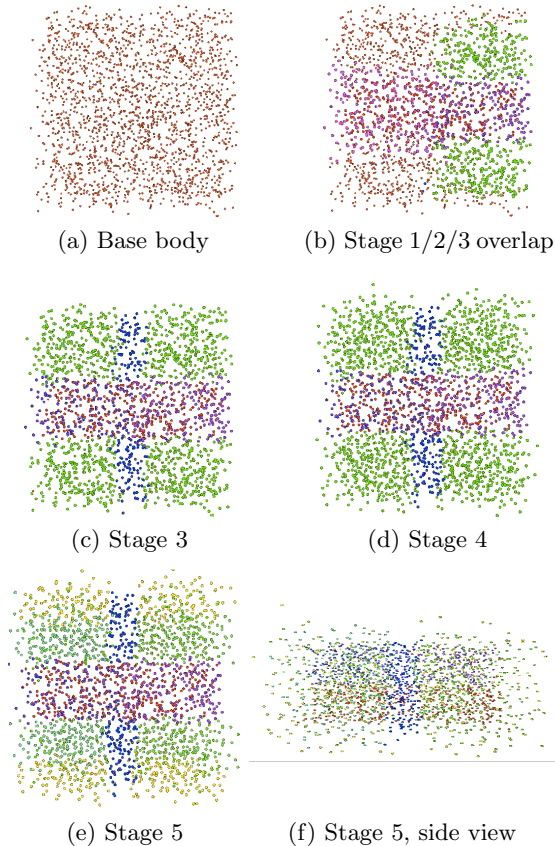 (a) Base body
(b) Stage 1/2/3 overlap
(c) Stage 3
(d) Stage 4
(e) Stage 5
(f) Stage 5, side view